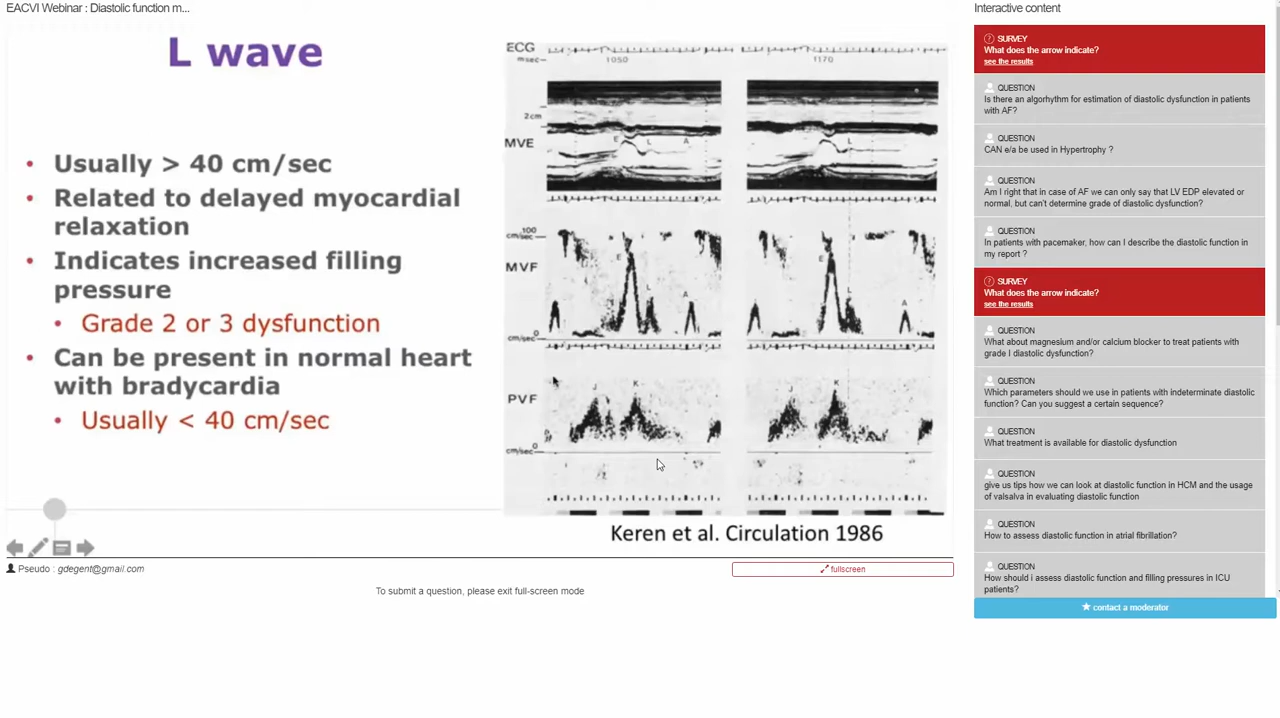 EACVI Webinar : Diastolic function m...
L wave
• Usually > 40 cm/sec
• Related to delayed myocardial
relaxation
• Indicates increased filling
pressure
• Grade 2 or 3 dysfunction
• Can be present in normal heart
with bradycardia
• Usually < 40 cm/sec
ECG
msec
1050
1170
2cm
MVE
E
L
A
L
cm/sec
100
MVF
E
L
A
E
L
A
cm/sec
0
PVF
J
K
J
K
cm/sec
0
Keren et al. Circulation 1986
Pseudo : gdegent@gmail.com
fullscreen
To submit a question, please exit full-screen mode
Interactive content
SURVEY
What does the arrow indicate?
see the results
QUESTION
Is there an algorhythm for estimation of diastolic dysfunction in patients
with AF?
QUESTION
CAN e/a be used in Hypertrophy ?
QUESTION
Am I right that in case of AF we can only say that LV EDP elevated or
normal, but can't determine grade of diastolic dysfunction?
QUESTION
In patients with pacemaker, how can I describe the diastolic function in
my report ?
SURVEY
What does the arrow indicate?
see the results
QUESTION
What about magnesium and/or calcium blocker to treat patients with
grade I diastolic dysfunction?
QUESTION
Which parameters should we use in patients with indeterminate diastolic
function? Can you suggest a certain sequence?
QUESTION
What treatment is available for diastolic dysfunction
QUESTION
give us tips how we can look at diastolic function in HCM and the usage
of valsalva in evaluating diastolic function
QUESTION
How to assess diastolic function in atrial fibrillation?
QUESTION
How should i assess diastolic function and filling pressures in ICU
patients?
contact a moderator